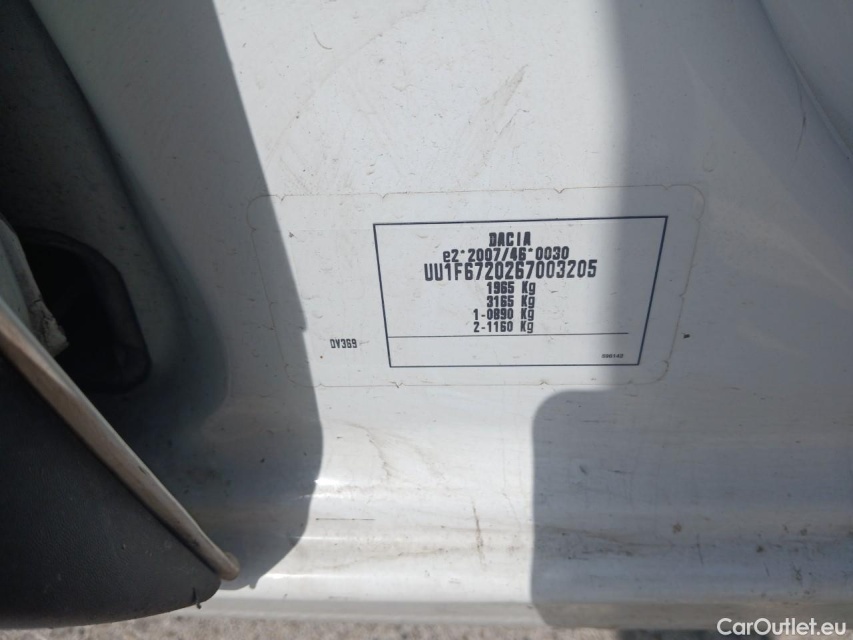 DACIA
e2*2007/46*0030
UU1F6720267003205
1965 Kg
3165 Kg
1-0890 Kg
2-1160 Kg
DV369
CarOutlet.eu